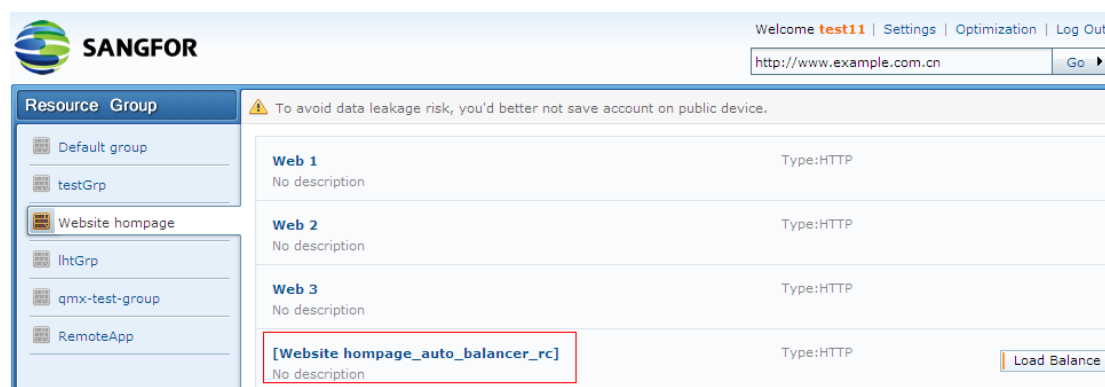 SANGFOR
Welcome test11 | Settings | Optimization | Log Out
http://www.example.com.cn Go
Resource Group
Default group
testGrp
Website hompage
lhtGrp
qmx-test-group
RemoteApp
To avoid data leakage risk, you'd better not save account on public device.
Web 1 Type:HTTP
No description
Web 2 Type:HTTP
No description
Web 3 Type:HTTP
No description
[Website hompage_auto_balancer_rc] Type:HTTP Load Balance
No description